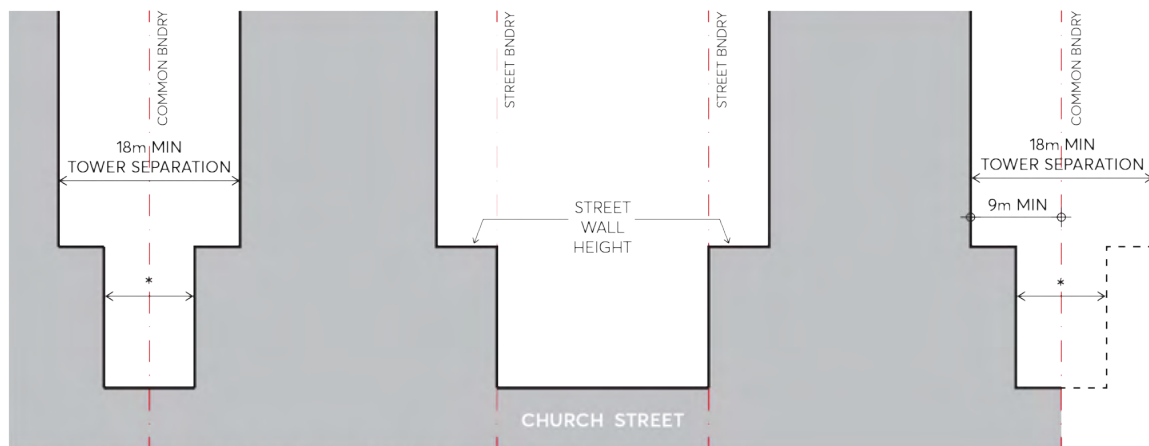 COMMON BNDRY
STREET BNDRY
STREET BNDRY
COMMON BNDRY
18m MIN
TOWER SEPARATION
18m MIN
TOWER SEPARATION
9m MIN
STREET
WALL
HEIGHT
*
*
CHURCH STREET